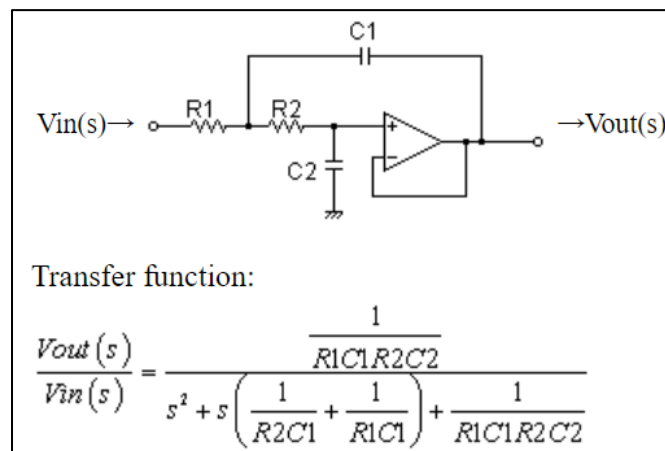 C1
Vin(s)→ R1 R2 + →Vout(s)
C2 −
Transfer function:
Vout(s)/Vin(s) = (1/(R1C1R2C2))/(s² + s(1/(R2C1) + 1/(R1C1)) + 1/(R1C1R2C2))